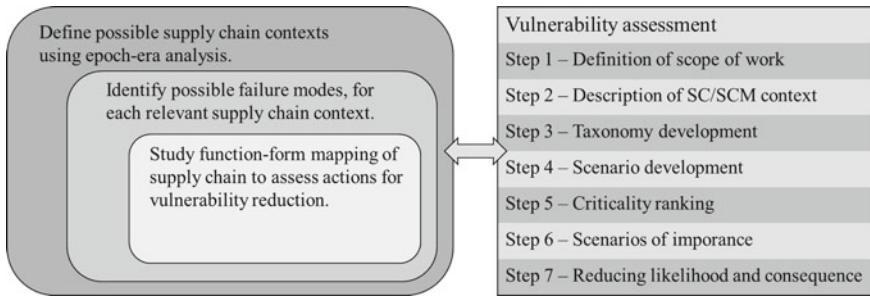 Define possible supply chain contexts
using epoch-era analysis.
Identify possible failure modes, for
each relevant supply chain context.
Study function-form mapping of
supply chain to assess actions for
vulnerability reduction.
Vulnerability assessment
Step 1 – Definition of scope of work
Step 2 – Description of SC/SCM context
Step 3 – Taxonomy development
Step 4 – Scenario development
Step 5 – Criticality ranking
Step 6 – Scenarios of imporance
Step 7 – Reducing likelihood and consequence